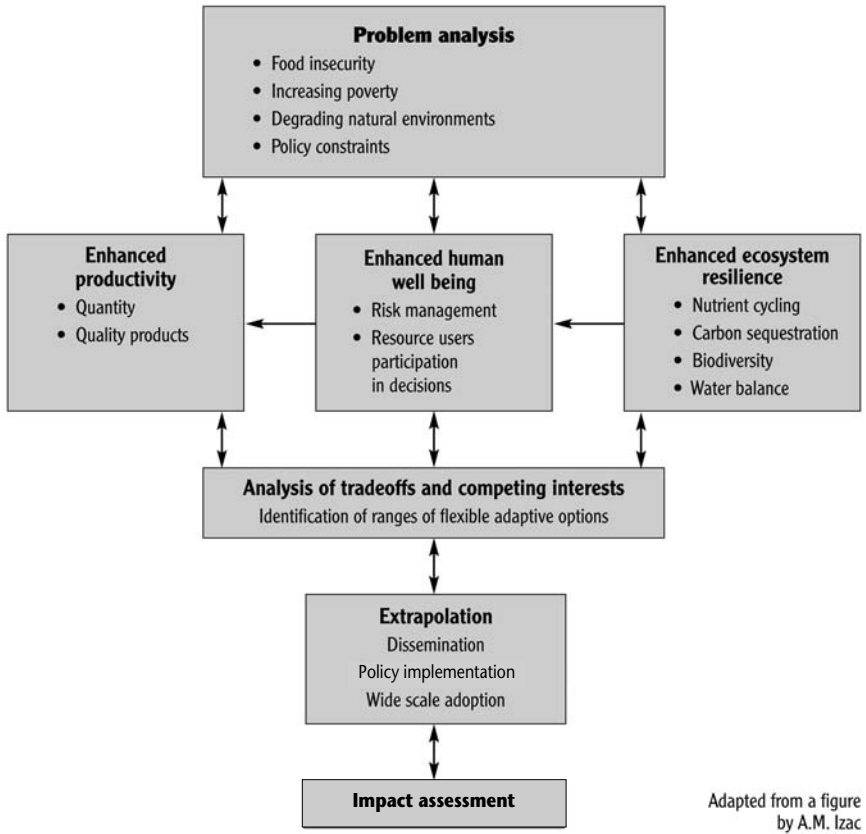 Problem analysis
• Food insecurity
• Increasing poverty
• Degrading natural environments
• Policy constraints
Enhanced
productivity
• Quantity
• Quality products
Enhanced human
well being
• Risk management
• Resource users
participation
in decisions
Enhanced ecosystem
resilience
• Nutrient cycling
• Carbon sequestration
• Biodiversity
• Water balance
Analysis of tradeoffs and competing interests
Identification of ranges of flexible adaptive options
Extrapolation
Dissemination
Policy implementation
Wide scale adoption
Impact assessment
Adapted from a figure
by A.M. Izac